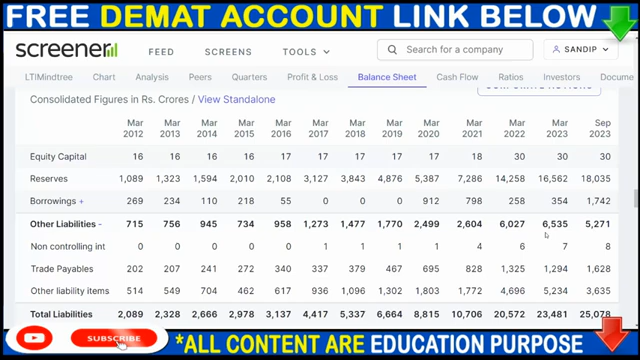 FREE DEMAT ACCOUNT LINK BELOW
screener FEED SCREENS TOOLS Search for a company SANDIP
LTIMindtree Chart Analysis Peers Quarters Profit & Loss Balance Sheet Cash Flow Ratios Investors Docume
Consolidated Figures in Rs. Crores / View Standalone
CORPORATE ACTIONS
Mar 2012 Mar 2013 Mar 2014 Mar 2015 Mar 2016 Mar 2017 Mar 2018 Mar 2019 Mar 2020 Mar 2021 Mar 2022 Mar 2023 Sep 2023
Equity Capital 16 16 16 16 17 17 17 17 17 18 30 30 30
Reserves 1,089 1,323 1,594 2,010 2,108 3,127 3,843 4,876 5,387 7,286 14,258 16,562 18,035
Borrowings + 269 234 110 218 55 0 0 0 912 798 258 354 1,742
Other Liabilities - 715 756 945 734 958 1,273 1,477 1,770 2,499 2,604 6,027 6,535 5,271
Non controlling int 0 0 0 0 0 1 1 1 1 4 6 7 8
Trade Payables 202 207 241 272 340 337 379 467 695 828 1,325 1,294 1,628
Other liability items 514 549 704 462 617 936 1,096 1,302 1,803 1,772 4,696 5,234 3,635
Total Liabilities 2,089 2,328 2,666 2,978 3,137 4,417 5,337 6,664 8,815 10,706 20,572 23,481 25,078
SUBSCRIBE *ALL CONTENT ARE EDUCATION PURPOSE